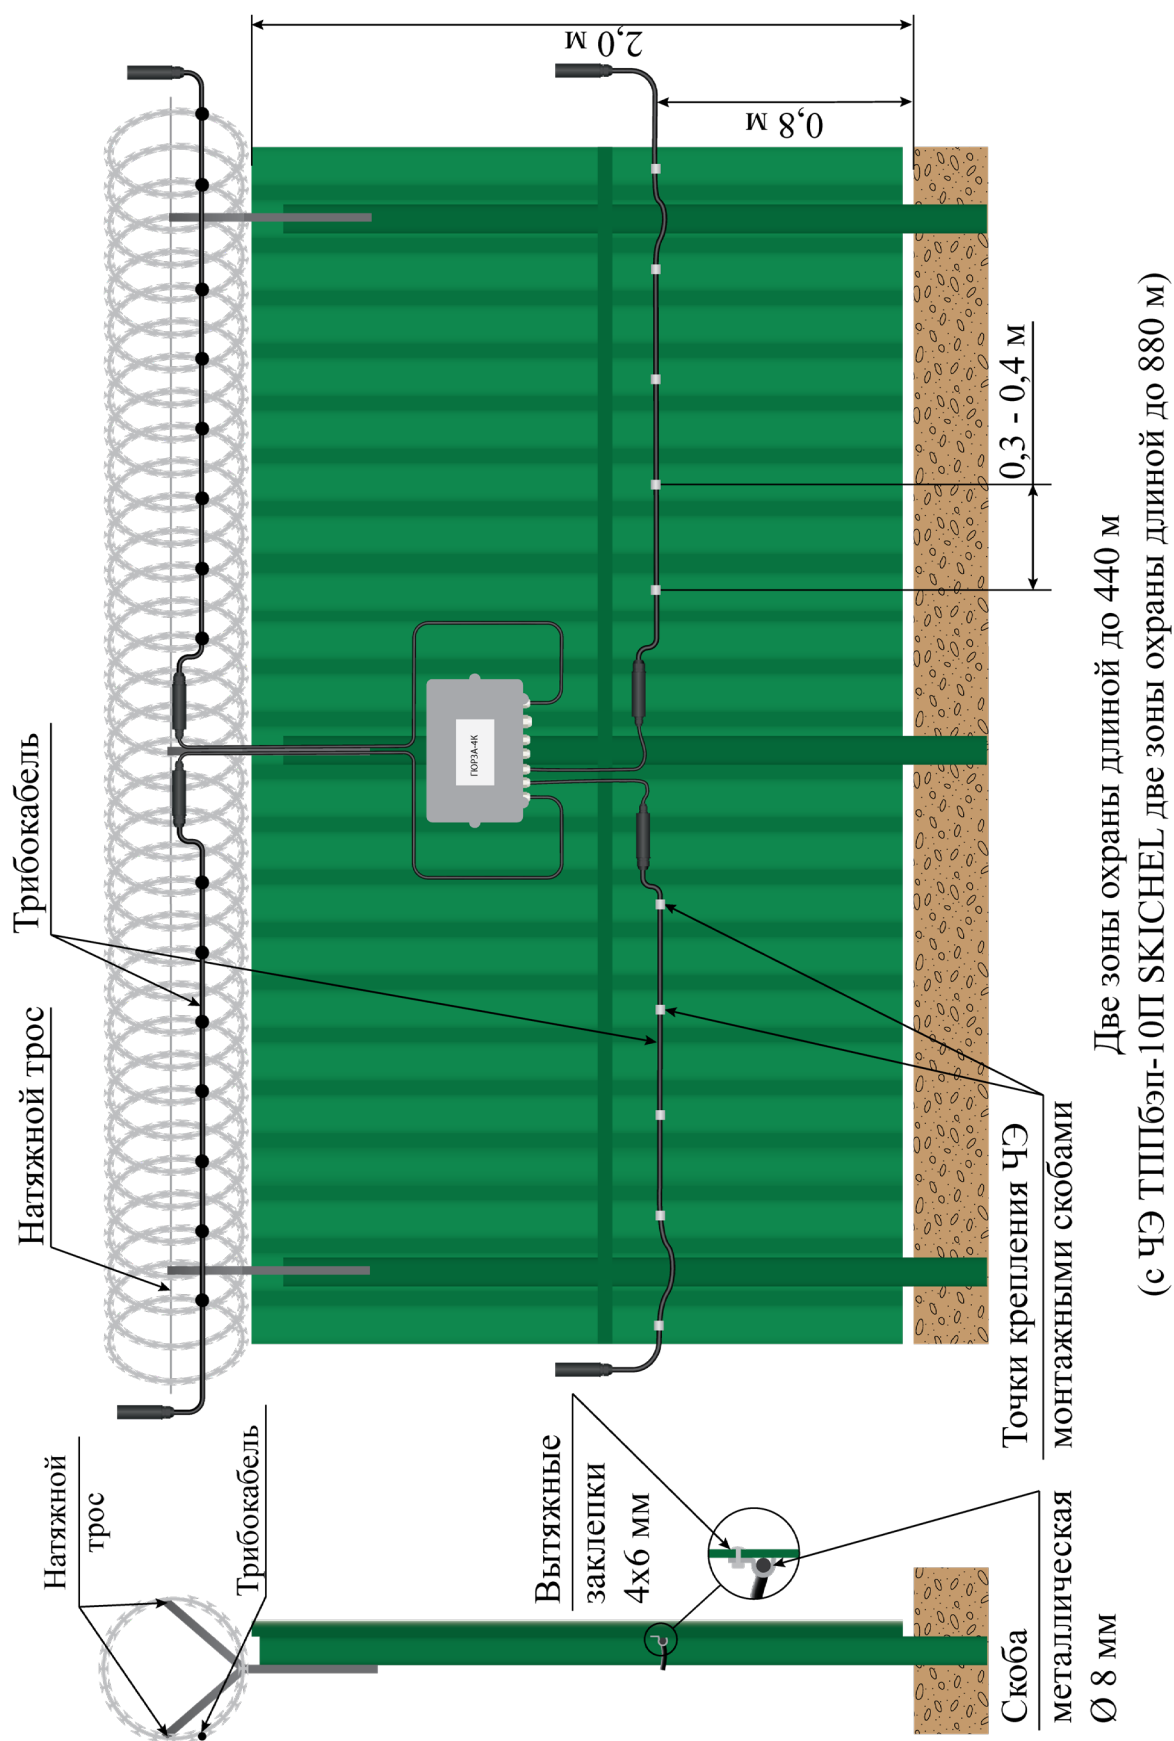 Натяжной
трос
Трибокабель
Натяжной трос
Трибокабель
2,0 м
0,8 м
ГЮРЗА-4К
Вытяжные
заклепки
4х6 мм
0,3 - 0,4 м
Скоба
металлическая
Ø 8 мм
Точки крепления ЧЭ
монтажными скобами
Две зоны охраны длиной до 440 м
(с ЧЭ ТППбэп-10П SKICHEL две зоны охраны длиной до 880 м)